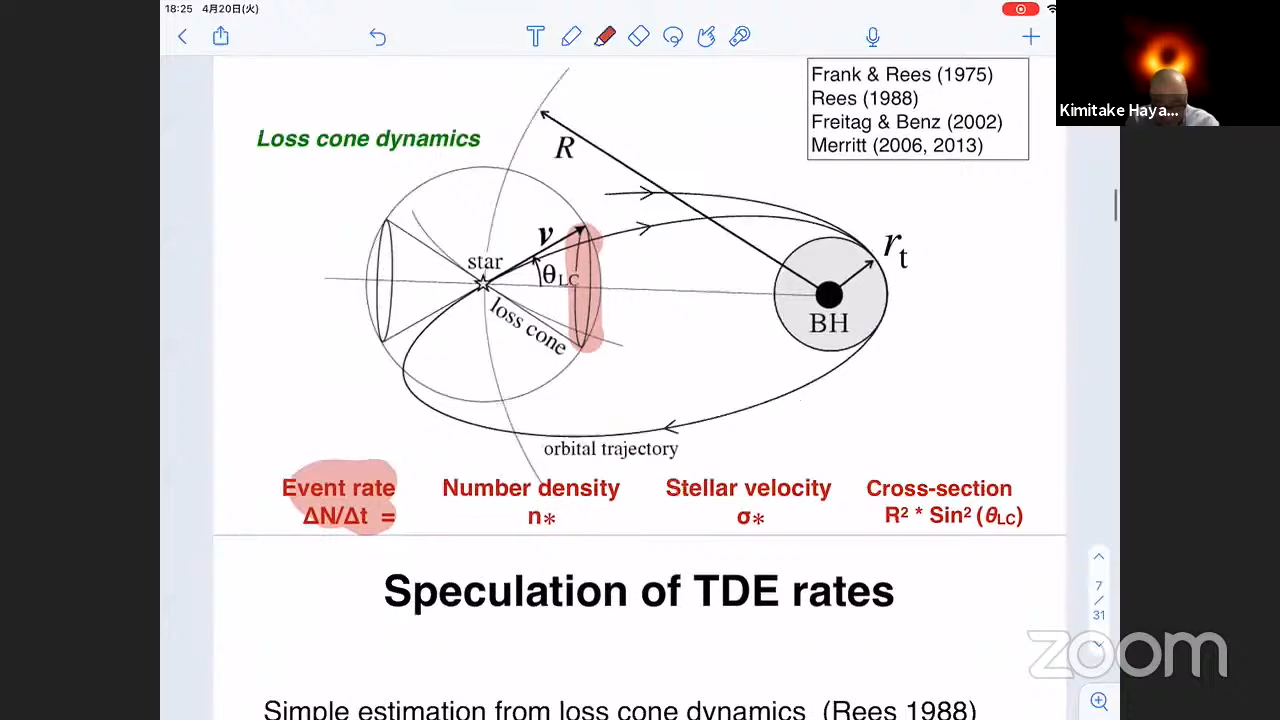 18:25 4月20日(火)
Frank & Rees (1975)
Rees (1988)
Freitag & Benz (2002)
Merritt (2006, 2013)
Kimitake Haya...
Loss cone dynamics
R
v
star
θLC
loss cone
rt
BH
orbital trajectory
Event rate Number density Stellar velocity Cross-section
ΔN/Δt = n* σ* R² * Sin² (θLC)
Speculation of TDE rates
7
/
31
zoom
Simple estimation from loss cone dynamics (Rees 1988)